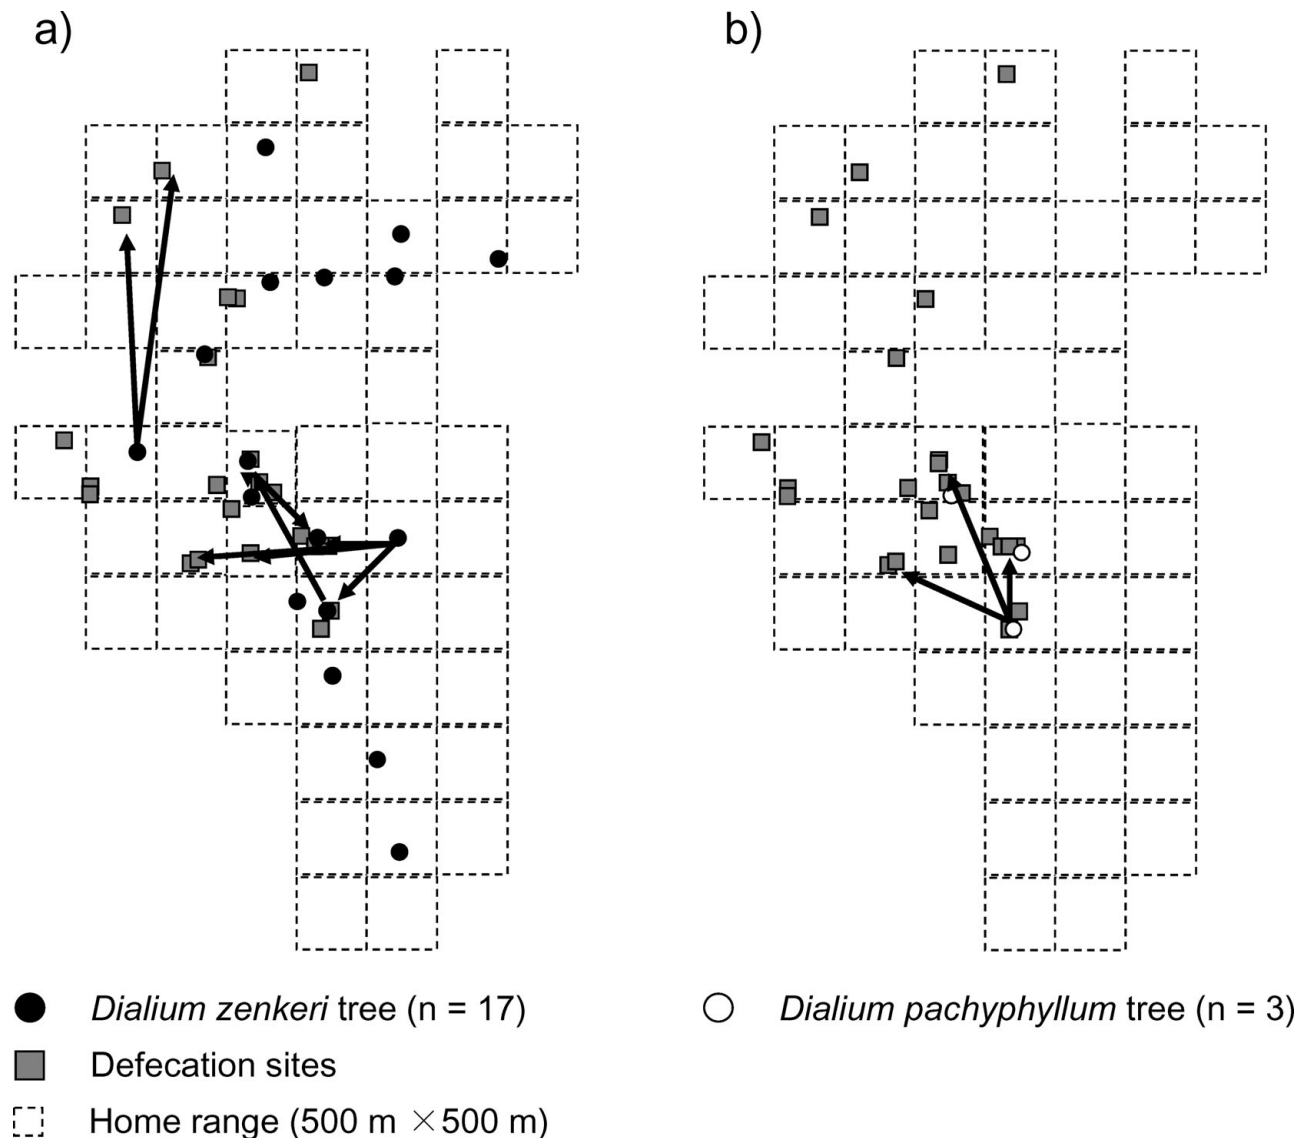 a)
b)
Dialium zenkeri tree (n = 17)
Dialium pachyphyllum tree (n = 3)
Defecation sites
Home range (500 m ×500 m)